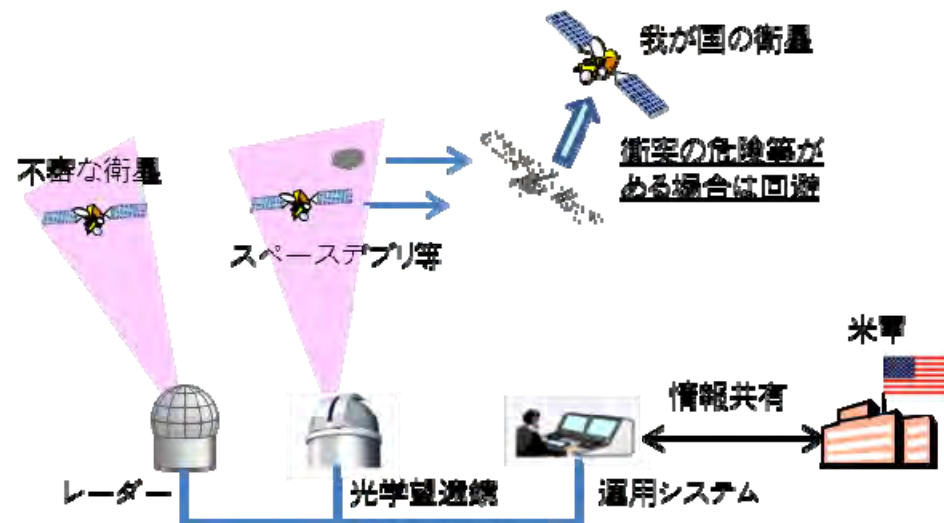 我が国の衛星
不審な衛星
衝突の危険等が
ある場合は回避
スペースデブリ等
米軍
情報共有
レーダー
光学望遠鏡
運用システム